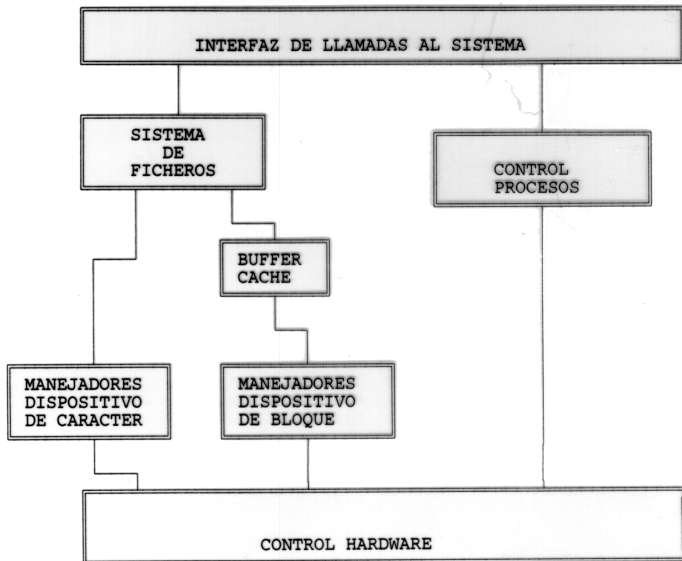 INTERFAZ DE LLAMADAS AL SISTEMA
SISTEMA
DE
FICHEROS
CONTROL
PROCESOS
BUFFER
CACHE
MANEJADORES
DISPOSITIVO
DE CARACTER
MANEJADORES
DISPOSITIVO
DE BLOQUE
CONTROL HARDWARE